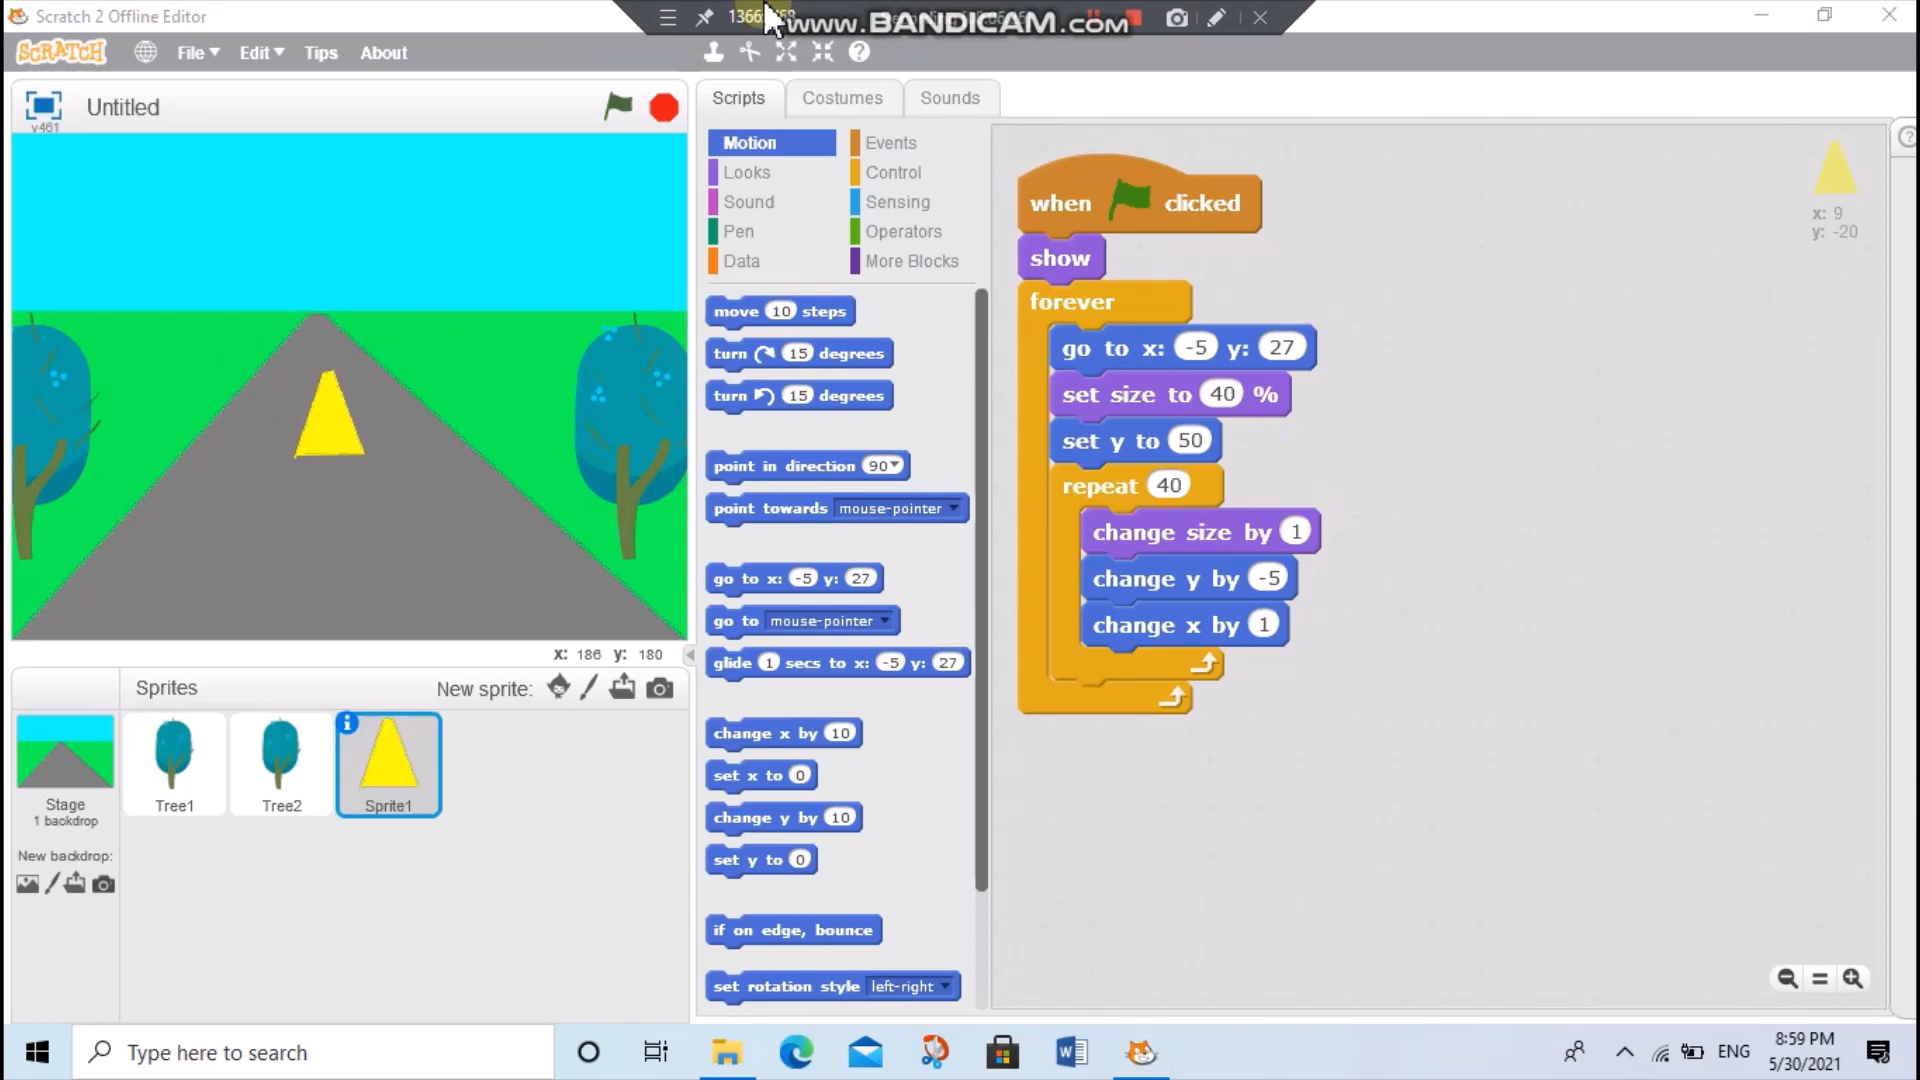 Scratch 2 Offline Editor
www.BANDICAM.com
SCRATCH
File
Edit
Tips
About
v461
Untitled
Scripts
Costumes
Sounds
Motion
Events
Looks
Control
Sound
Sensing
Pen
Operators
Data
More Blocks
move 10 steps
turn 15 degrees
turn 15 degrees
point in direction 90
point towards mouse-pointer
go to x: -5 y: 27
go to mouse-pointer
glide 1 secs to x: -5 y: 27
change x by 10
set x to 0
change y by 10
set y to 0
if on edge, bounce
set rotation style left-right
when clicked
show
forever
go to x: -5 y: 27
set size to 40 %
set y to 50
repeat 40
change size by 1
change y by -5
change x by 1
x: 9
y: -20
x: 186 y: 180
Sprites
New sprite:
Stage
1 backdrop
New backdrop:
Tree1
Tree2
Sprite1
Type here to search
ENG
8:59 PM
5/30/2021